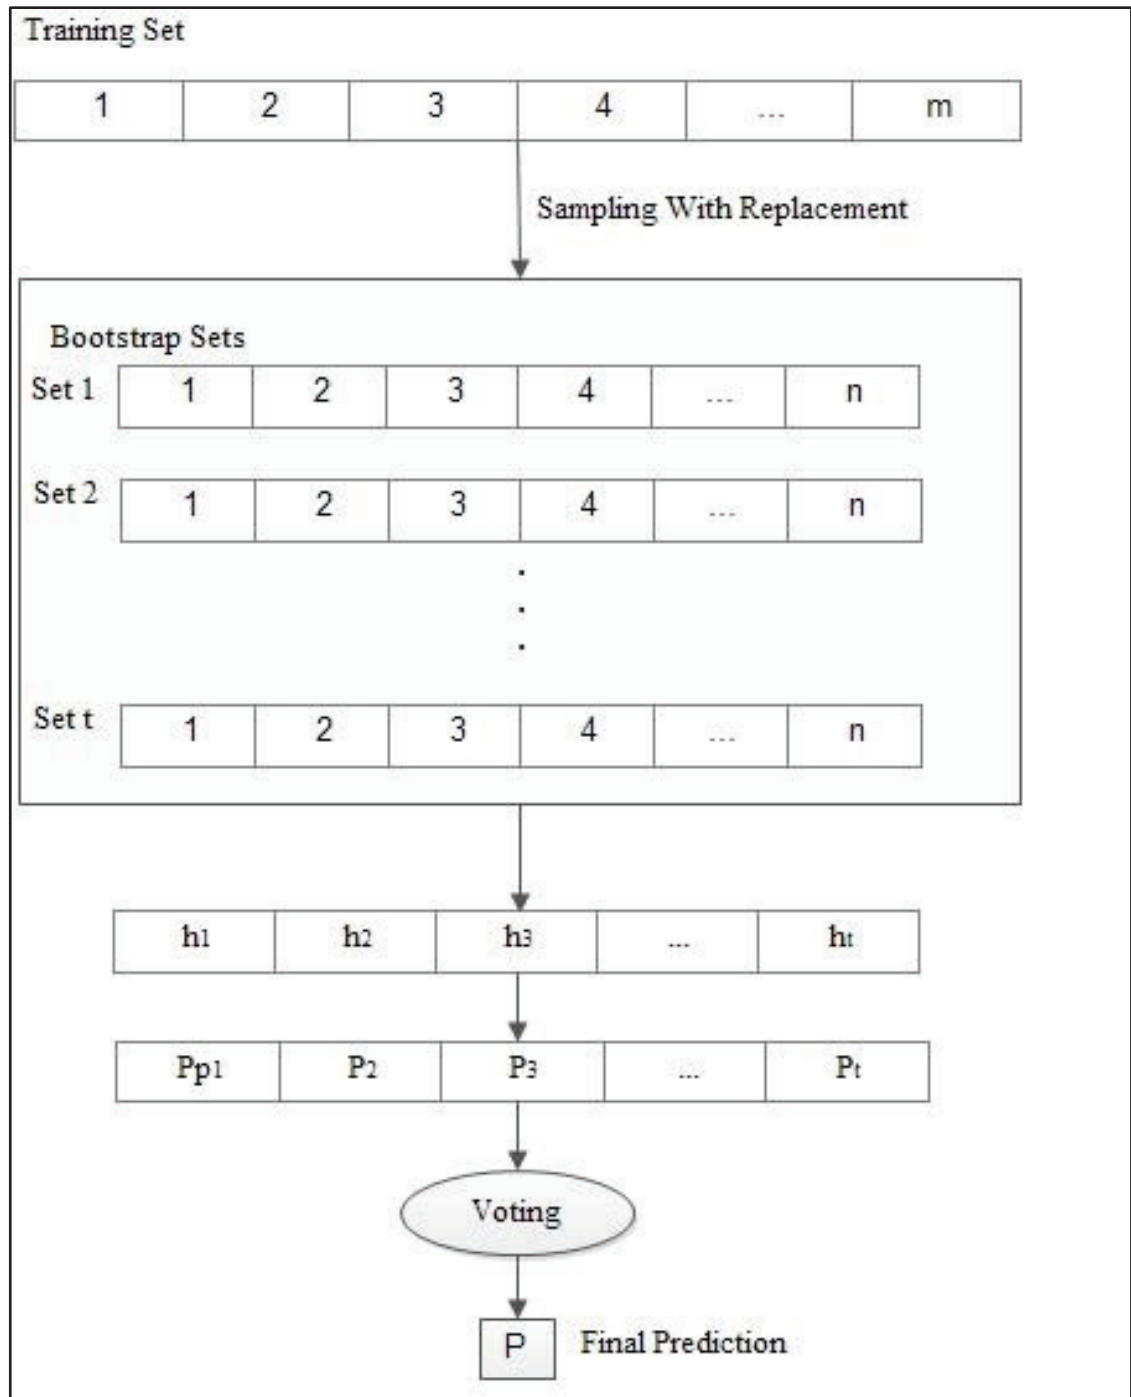 Training Set
1 2 3 4 ... m
Sampling With Replacement
Bootstrap Sets
Set 1 1 2 3 4 ... n
Set 2 1 2 3 4 ... n
Set t 1 2 3 4 ... n
h1 h2 h3 ... ht
Pp1 P2 P3 ... Pt
Voting
P Final Prediction